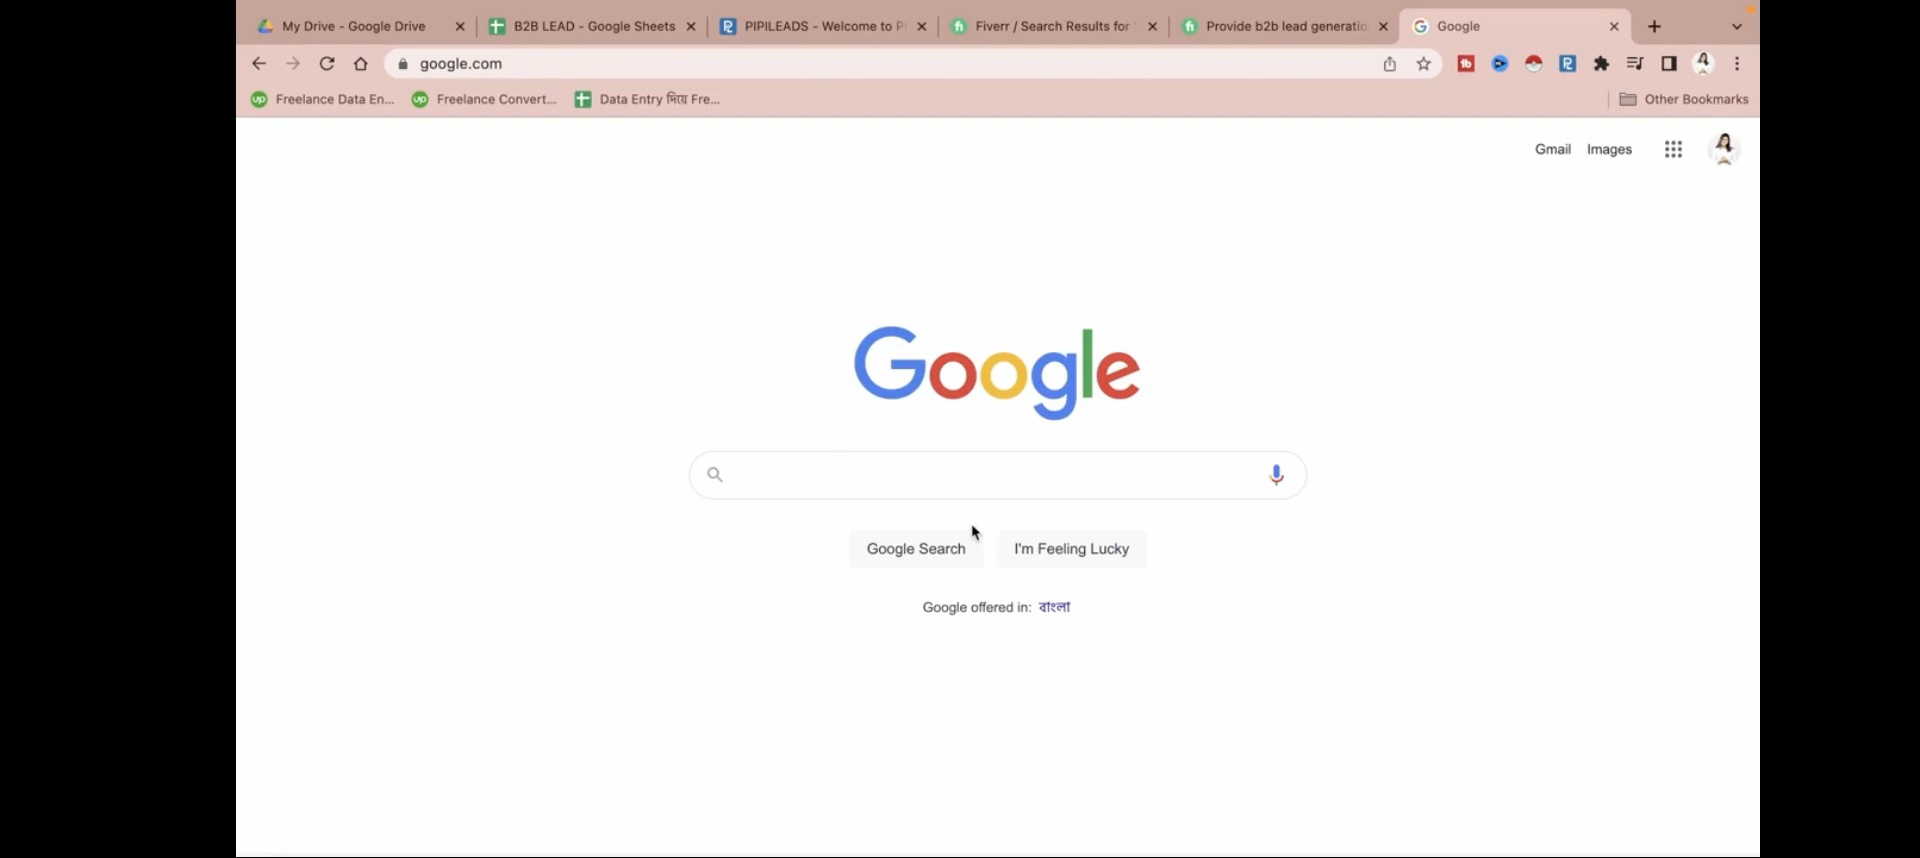 My Drive - Google Drive
B2B LEAD - Google Sheets
PIPILEADS - Welcome to P
Fiverr / Search Results for
Provide b2b lead generatio
Google
google.com
Freelance Data En...
Freelance Convert...
Data Entry দিয়ে Fre...
Other Bookmarks
Gmail
Images
Google
Google Search
I'm Feeling Lucky
Google offered in: বাংলা